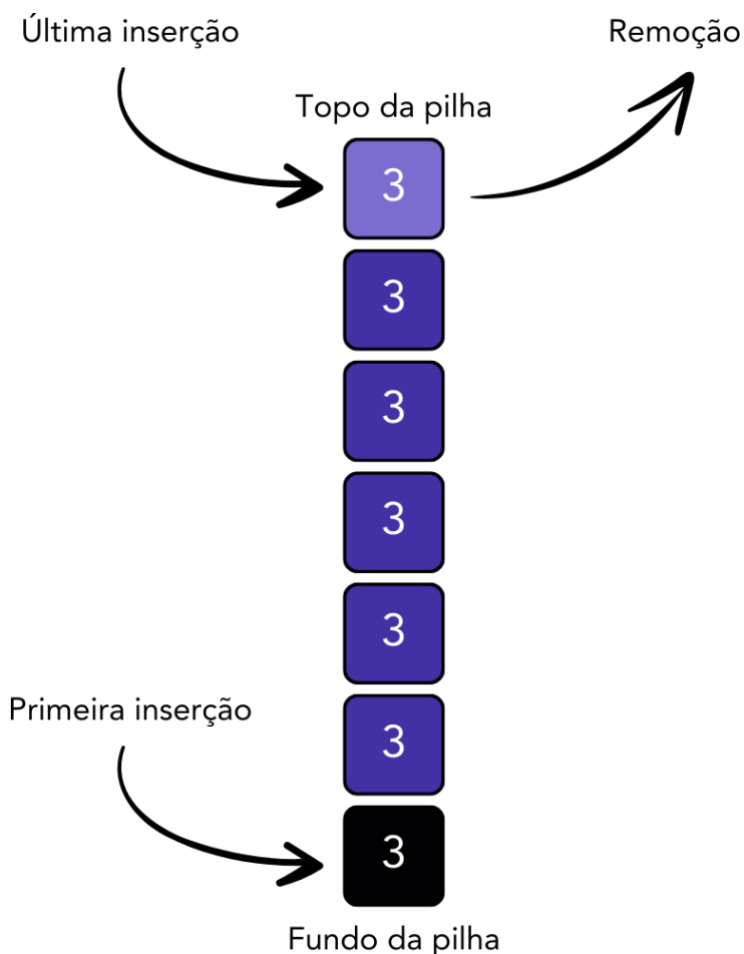 Última inserção
Remoção
Topo da pilha
3
3
3
3
3
3
Primeira inserção
3
Fundo da pilha